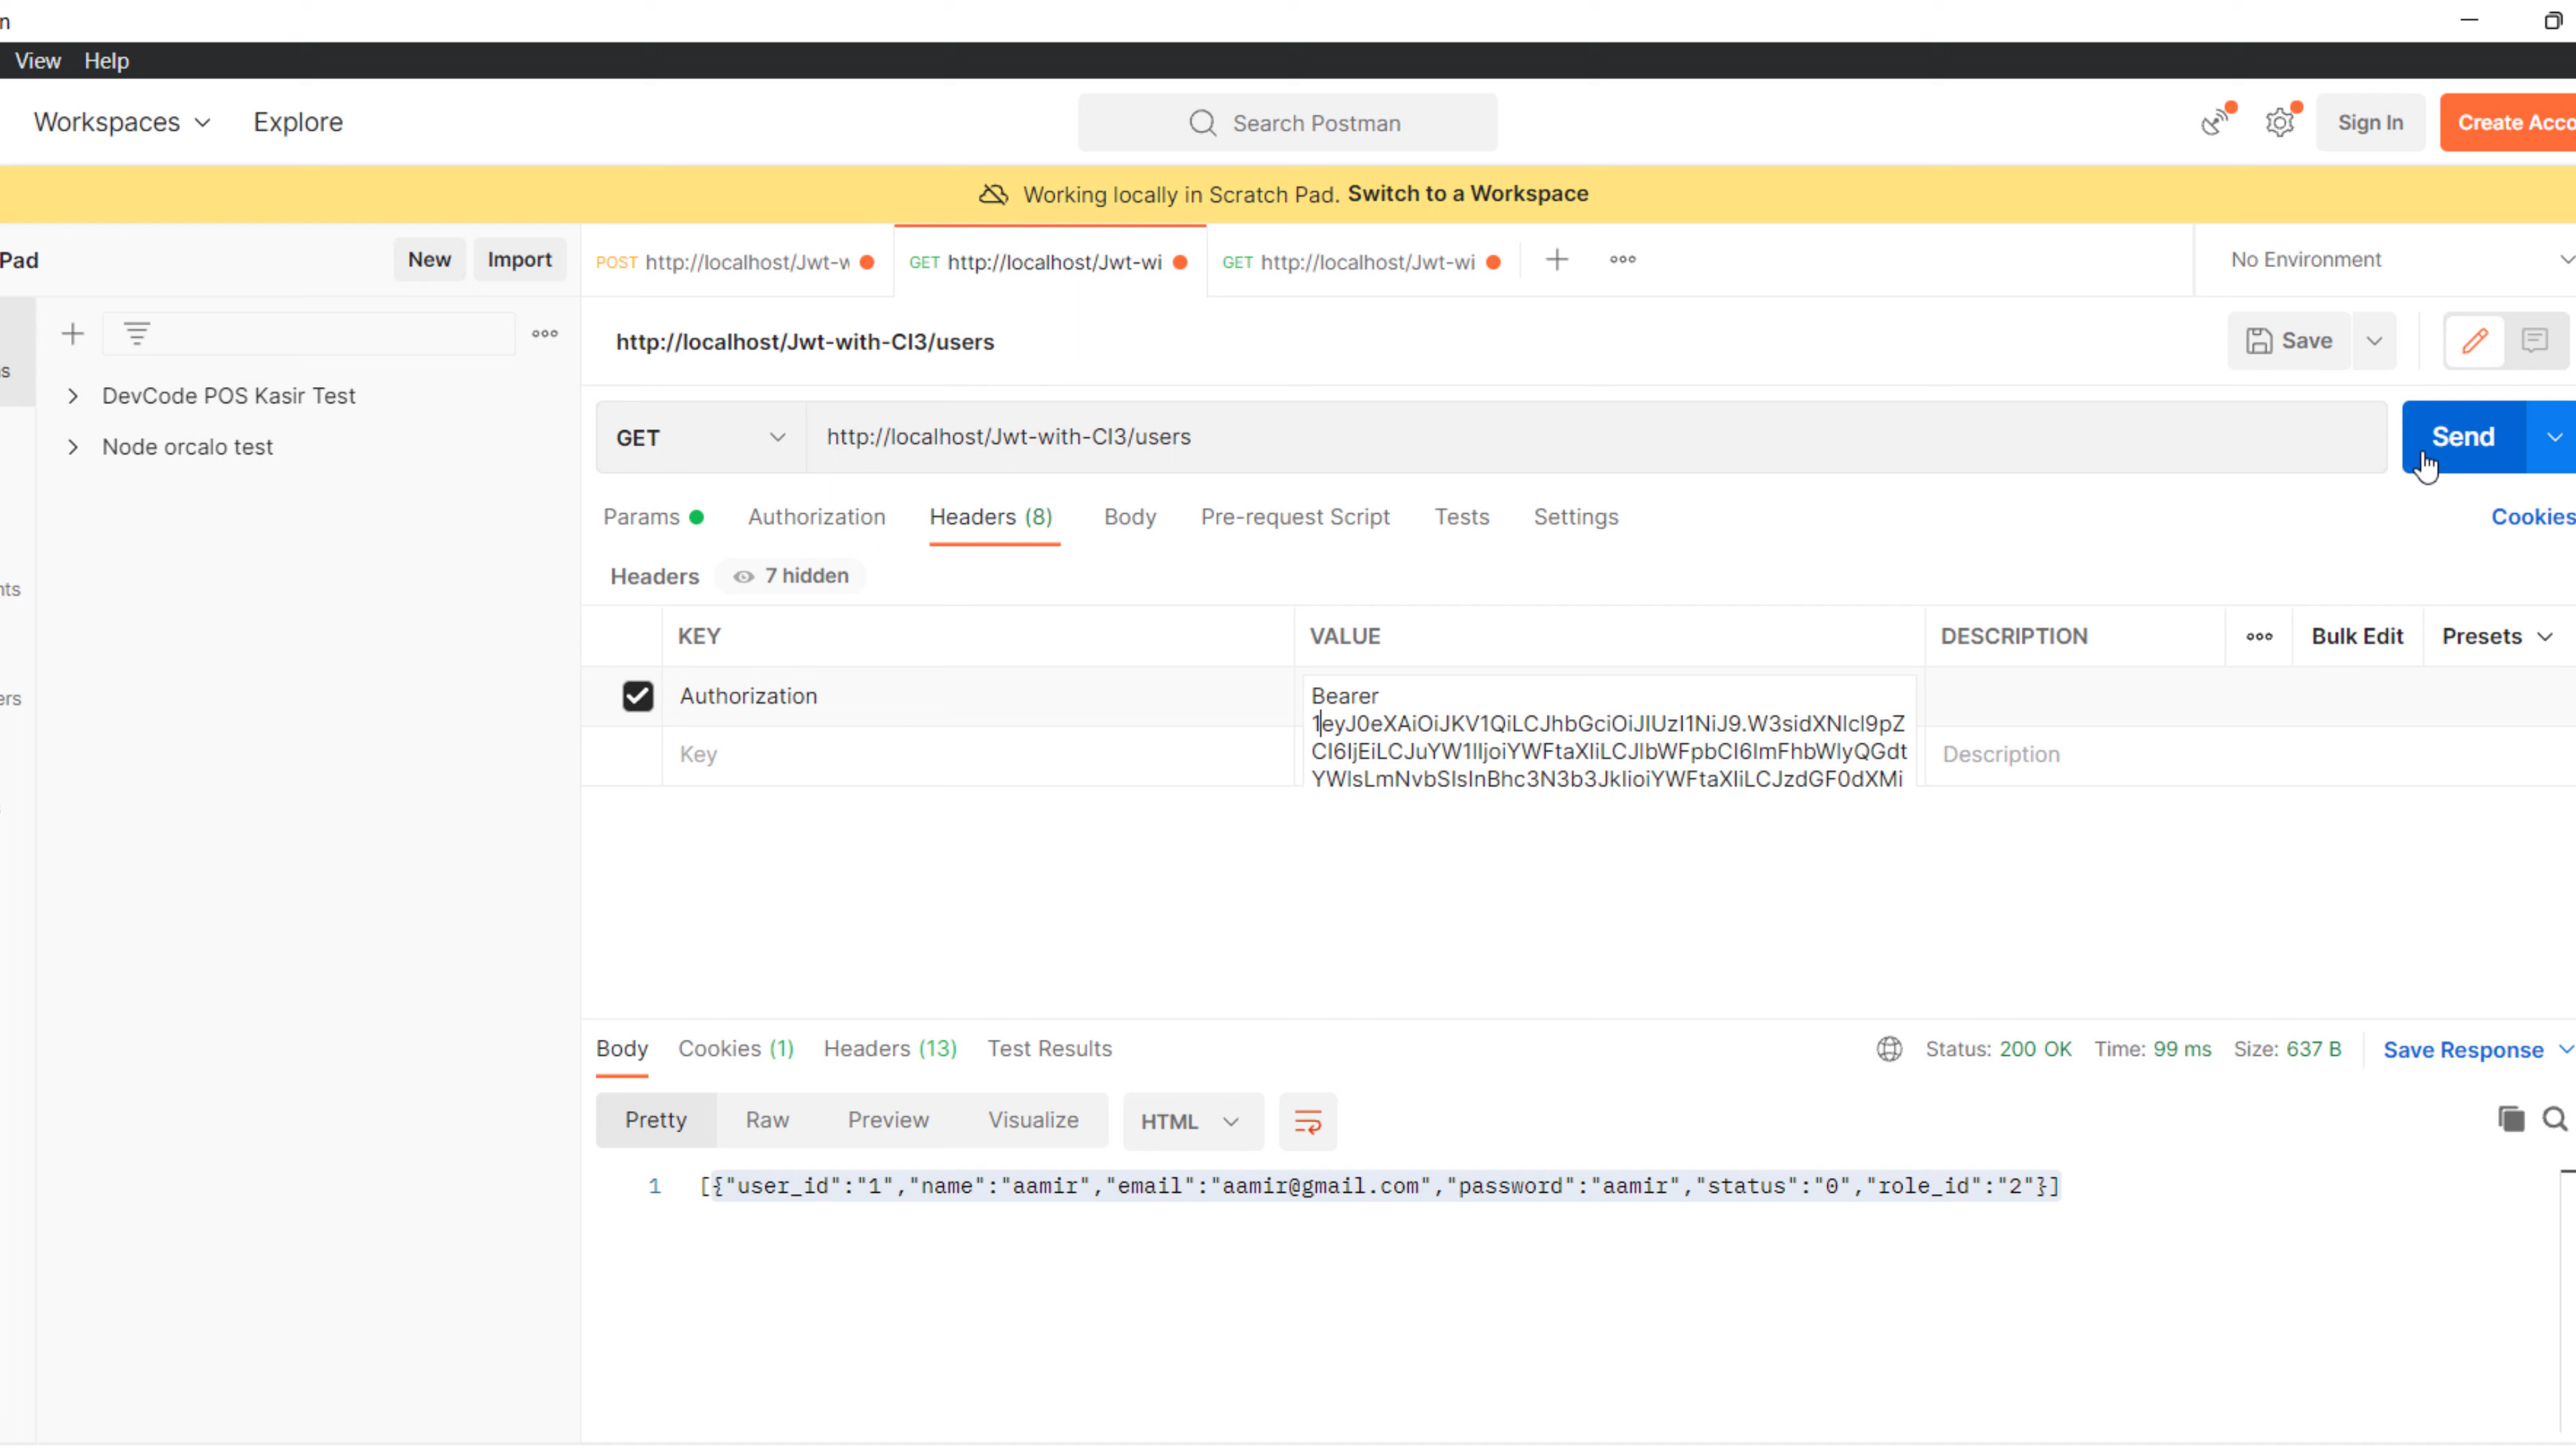 n
View Help
Workspaces Explore Search Postman Sign In Create Acco
Working locally in Scratch Pad. Switch to a Workspace
Pad New Import POST http://localhost/Jwt-w GET http://localhost/Jwt-wi GET http://localhost/Jwt-wi No Environment
http://localhost/Jwt-with-CI3/users Save
s
DevCode POS Kasir Test
GET http://localhost/Jwt-with-CI3/users Send
Node orcalo test
Params Authorization Headers (8) Body Pre-request Script Tests Settings Cookies
Headers 7 hidden
nts
KEY VALUE DESCRIPTION Bulk Edit Presets
ers
Authorization Bearer
1eyJ0eXAiOiJKV1QiLCJhbGciOiJIUzI1NiJ9.W3sidXNlcl9pZ
Key CI6IjEiLCJuYW1lIjoiYWFtaXIiLCJlbWFpbCI6ImFhbWlyQGdt Description
YWlsLmNvbSIsInBhc3N3b3JkIioiYWFtaXIiLCJzdGF0dXMi
Body Cookies (1) Headers (13) Test Results Status: 200 OK Time: 99 ms Size: 637 B Save Response
Pretty Raw Preview Visualize HTML
1 [{"user_id":"1","name":"aamir","email":"aamir@gmail.com","password":"aamir","status":"0","role_id":"2"}]